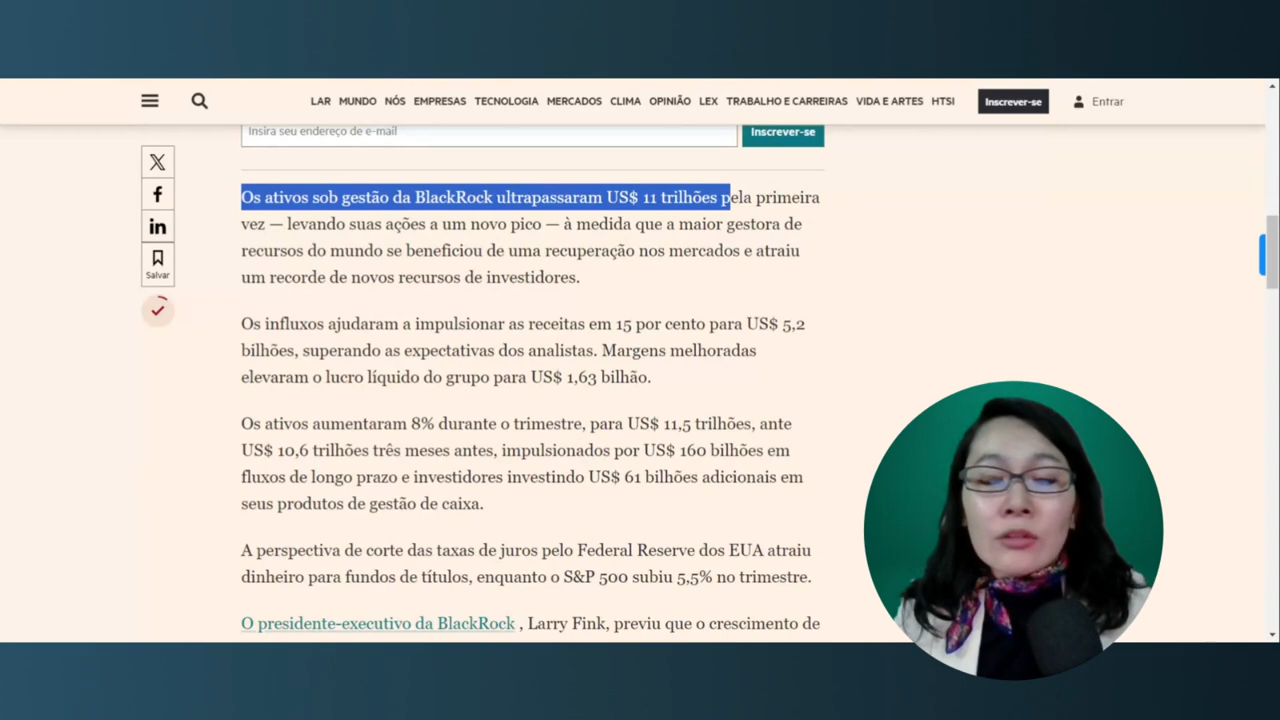 LAR MUNDO NÓS EMPRESAS TECNOLOGIA MERCADOS CLIMA OPINIÃO LEX TRABALHO E CARREIRAS VIDA E ARTES HTSI Inscrever-se Entrar
Insira seu endereço de e-mail Inscrever-se
Os ativos sob gestão da BlackRock ultrapassaram US$ 11 trilhões pela primeira
vez — levando suas ações a um novo pico — à medida que a maior gestora de
recursos do mundo se beneficiou de uma recuperação nos mercados e atraiu
um recorde de novos recursos de investidores.
Salvar
Os influxos ajudaram a impulsionar as receitas em 15 por cento para US$ 5,2
bilhões, superando as expectativas dos analistas. Margens melhoradas
elevaram o lucro líquido do grupo para US$ 1,63 bilhão.
Os ativos aumentaram 8% durante o trimestre, para US$ 11,5 trilhões, ante
US$ 10,6 trilhões três meses antes, impulsionados por US$ 160 bilhões em
fluxos de longo prazo e investidores investindo US$ 61 bilhões adicionais em
seus produtos de gestão de caixa.
A perspectiva de corte das taxas de juros pelo Federal Reserve dos EUA atraiu
dinheiro para fundos de títulos, enquanto o S&P 500 subiu 5,5% no trimestre.
O presidente-executivo da BlackRock , Larry Fink, previu que o crescimento de